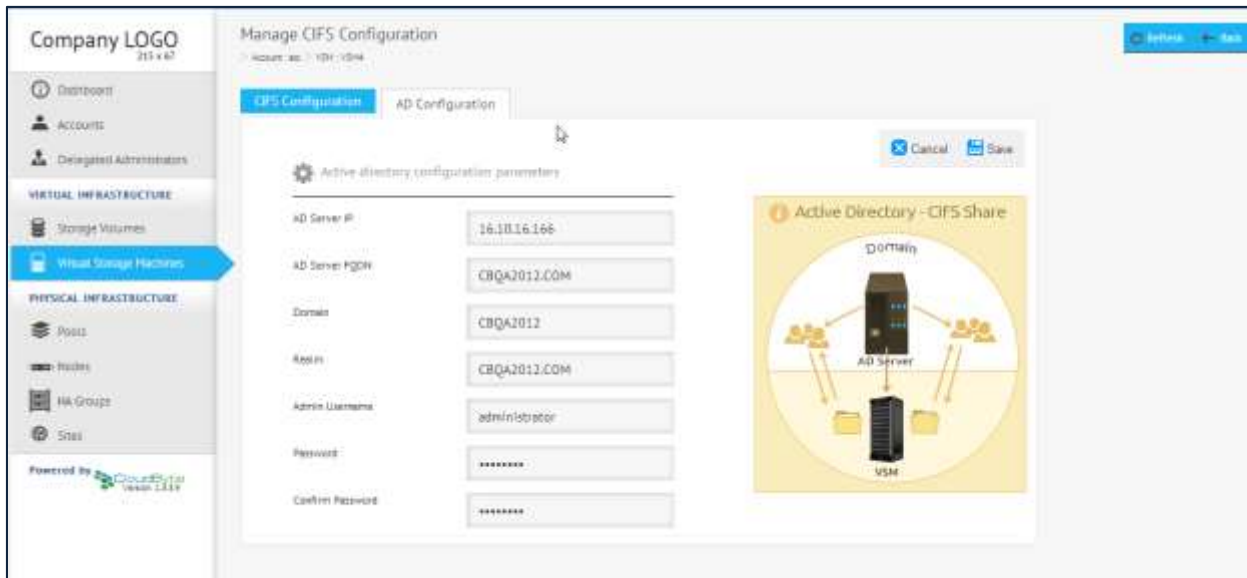 Company LOGO
215 x 67
Manage CIFS Configuration
Refresh
Back
Dashboard
Accounts
Delegated Administrators
VIRTUAL INFRASTRUCTURE
Storage Volumes
Virtual Storage Machines
PHYSICAL INFRASTRUCTURE
Pools
Nodes
HA Groups
Sites
Powered by CloudByte
CIFS Configuration
AD Configuration
Cancel
Save
Active directory configuration parameters
AD Server IP
16.10.16.166
AD Server FQDN
CBQA2012.COM
Domain
CBQA2012
Realm
CBQA2012.COM
Admin Username
administrator
Password
••••••••
Confirm Password
••••••••
Active Directory - CIFS Share
Domain
AD Server
VSM